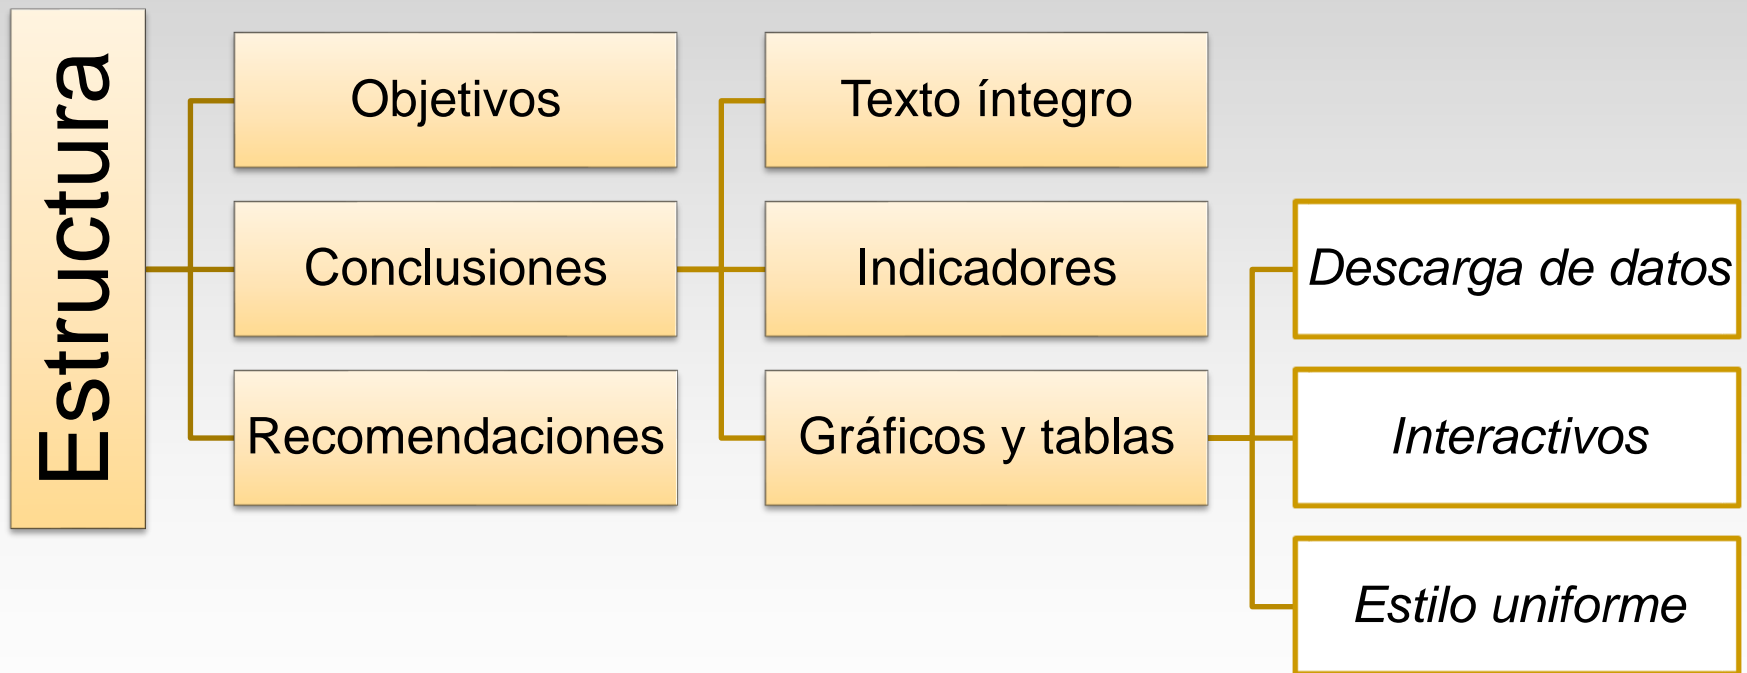 Estructura
Objetivos
Conclusiones
Recomendaciones
Texto íntegro
Indicadores
Gráficos y tablas
Descarga de datos
Interactivos
Estilo uniforme